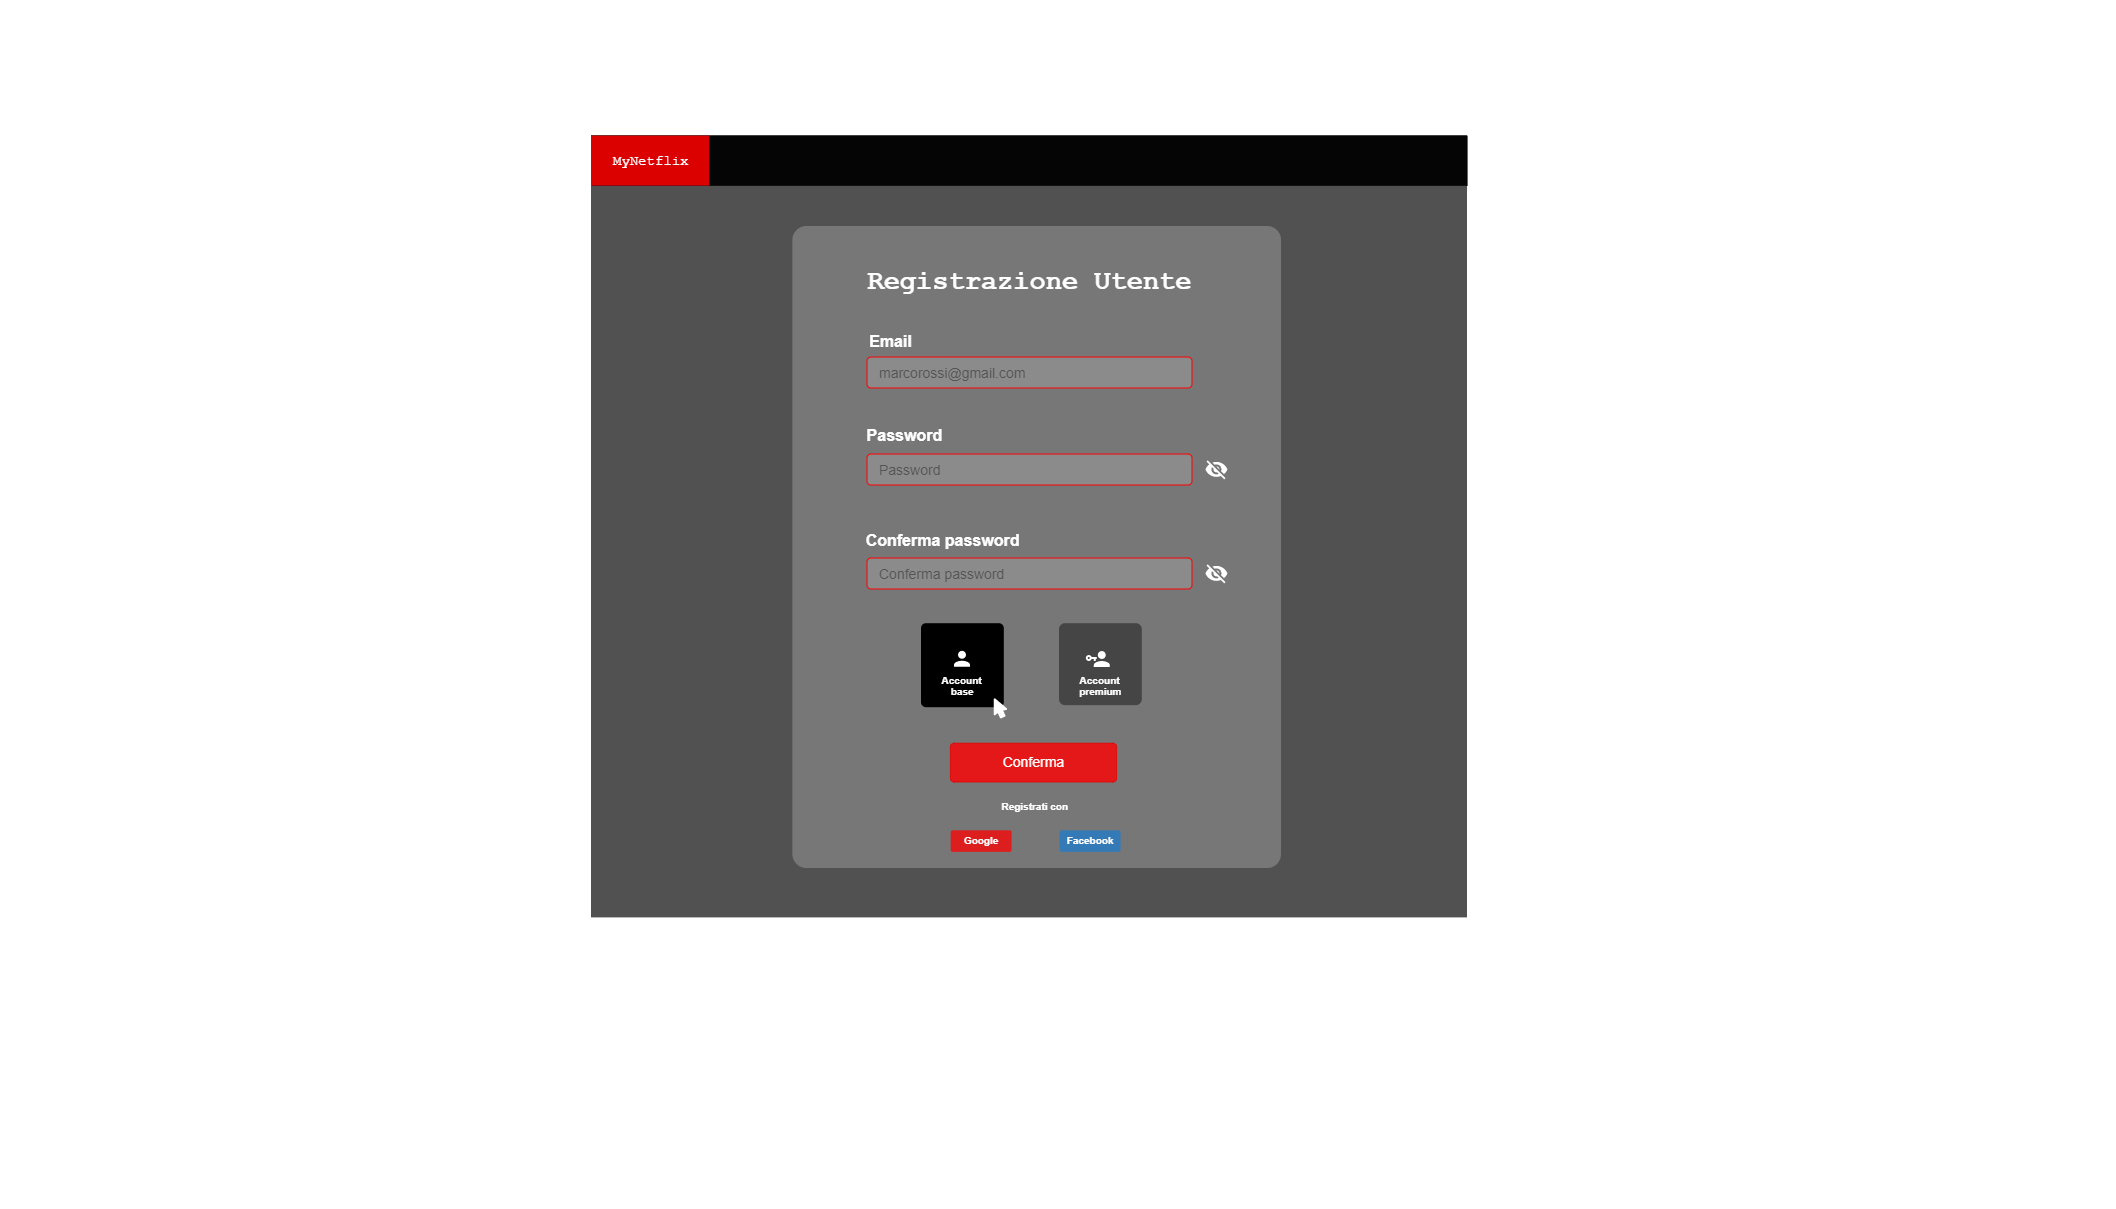 MyNetflix
Registrazione Utente
Email
marcorossi@gmail.com
Password
Password
Conferma password
Conferma password
Account
base
Account
premium
Conferma
Registrati con
Google
Facebook